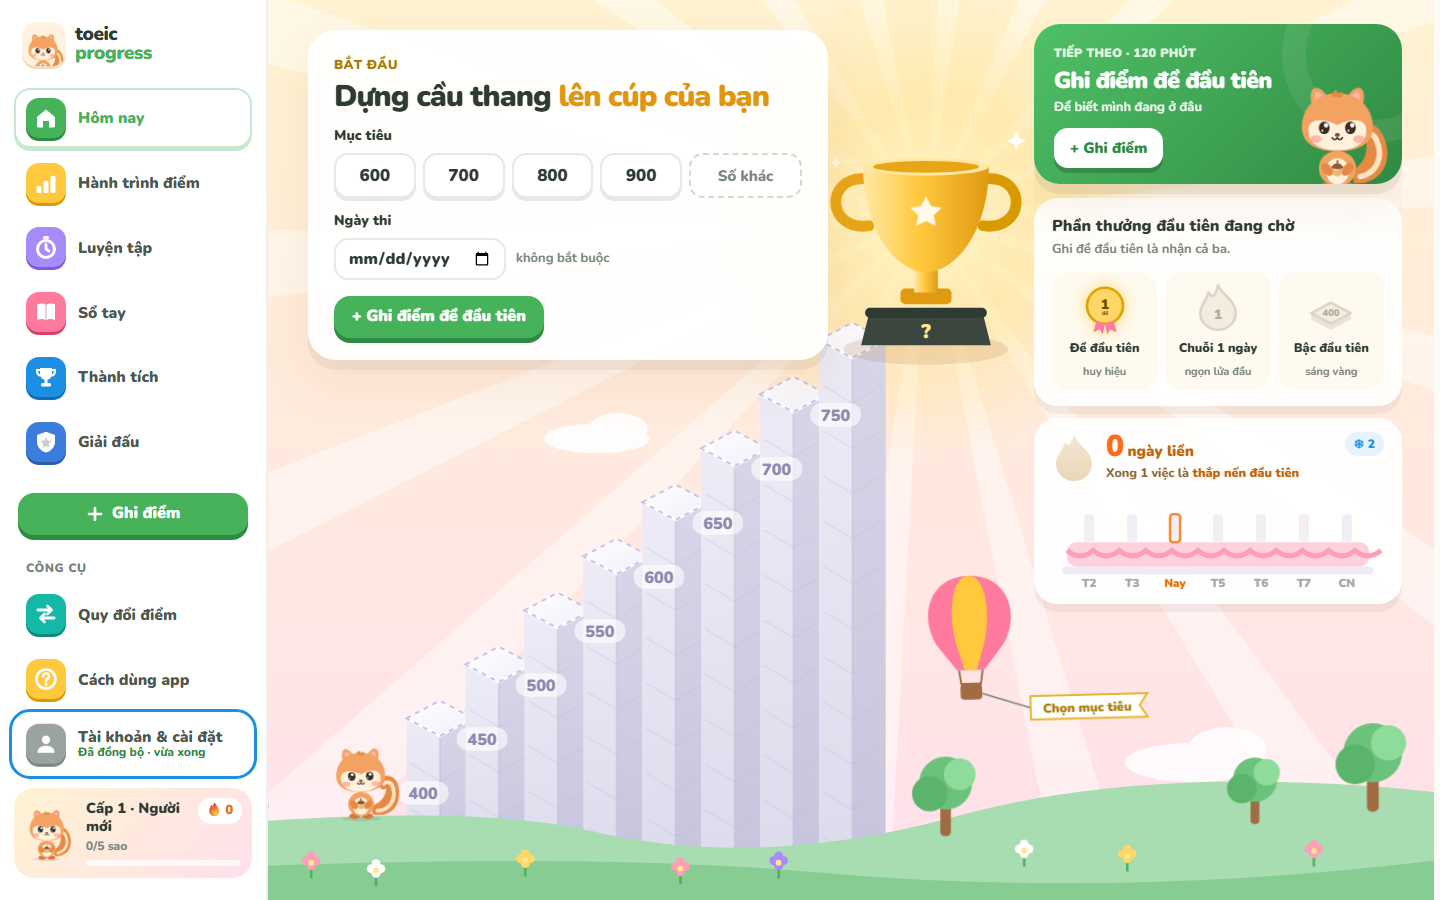 toeic
progress
Hôm nay
Hành trình điểm
Luyện tập
Sổ tay
Thành tích
Giải đấu
+ Ghi điểm
CÔNG CỤ
Quy đổi điểm
Cách dùng app
Tài khoản & cài đặt
Đã đồng bộ · vừa xong
Cấp 1 · Người mới
0
0/5 sao
BẮT ĐẦU
Dựng cầu thang lên cúp của bạn
Mục tiêu
600 700 800 900 Số khác
Ngày thi
mm/dd/yyyy không bắt buộc
+ Ghi điểm đề đầu tiên
?
750
700
650
600
550
500
450
400
Chọn mục tiêu
TIẾP THEO · 120 PHÚT
Ghi điểm đề đầu tiên
Để biết mình đang ở đâu
+ Ghi điểm
Phần thưởng đầu tiên đang chờ
Ghi đề đầu tiên là nhận cả ba.
1
đề
Đề đầu tiên
huy hiệu
1
Chuỗi 1 ngày
ngọn lửa đầu
400
Bậc đầu tiên
sáng vàng
0 ngày liền
2
Xong 1 việc là thắp nến đầu tiên
T2 T3 Nay T5 T6 T7 CN